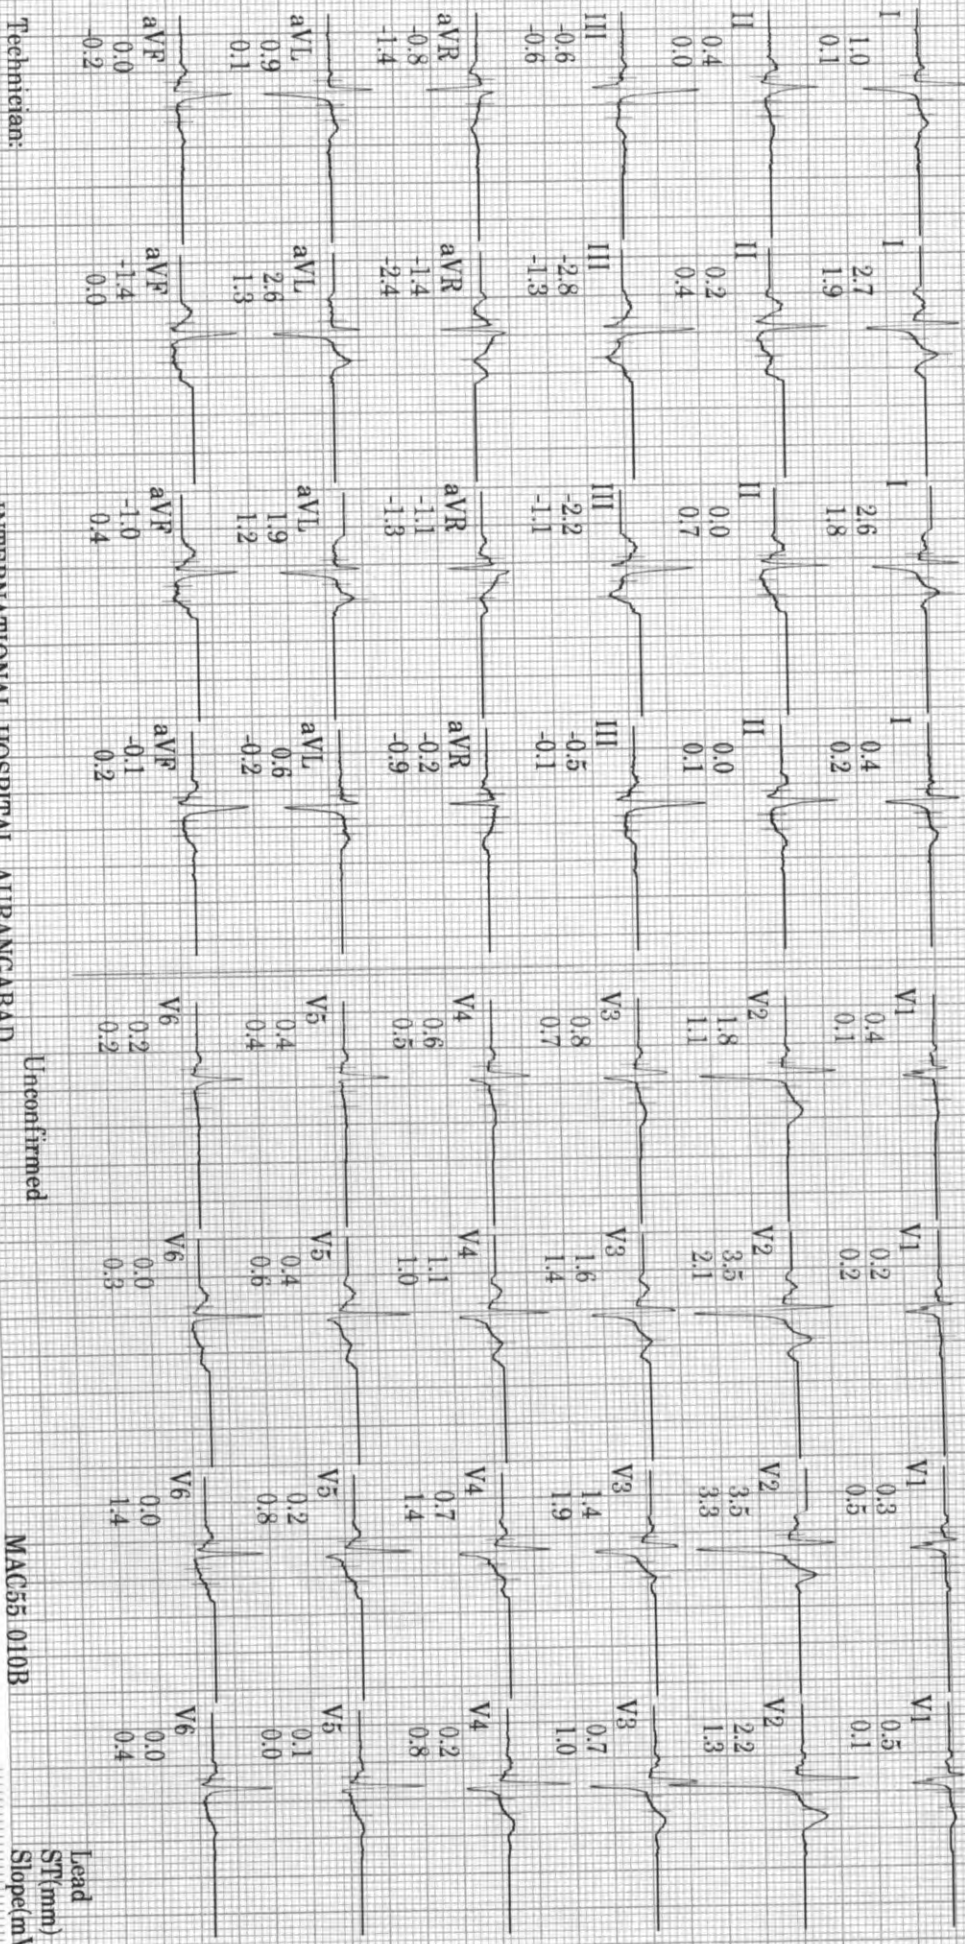 I
1.0
0.1
I
2.7
1.9
I
2.6
1.8
I
0.4
0.2
V1
0.4
0.1
V1
0.2
0.2
V1
0.3
0.5
V1
0.5
0.1
II
0.4
0.0
II
0.2
0.4
II
0.0
0.7
II
0.0
0.1
V2
1.8
1.1
V2
3.5
2.1
V2
3.5
3.3
V2
2.2
1.3
III
-0.6
-0.6
III
-2.8
-1.3
III
-2.2
-1.1
III
-0.5
-0.1
V3
0.8
0.7
V3
1.6
1.4
V3
1.4
1.9
V3
0.7
1.0
aVR
-0.8
-1.4
aVR
-1.4
-2.4
aVR
-1.1
-1.3
aVR
-0.2
-0.9
V4
0.6
0.5
V4
1.1
1.0
V4
0.7
1.4
V4
0.2
0.8
aVL
0.9
0.1
aVL
2.6
1.3
aVL
1.9
1.2
aVL
0.6
-0.2
V5
0.4
0.4
V5
0.4
0.6
V5
0.2
0.8
V5
0.1
0.0
aVF
0.0
-0.2
aVF
-1.4
0.0
aVF
-1.0
0.4
aVF
-0.1
0.2
V6
0.2
0.2
V6
0.0
0.3
V6
0.0
1.4
V6
0.0
0.4
Lead
ST(mm)
Technician:
Unconfirmed
INTERNATIONAL HOSPITAL, AURANGABAD
MAC55 010B